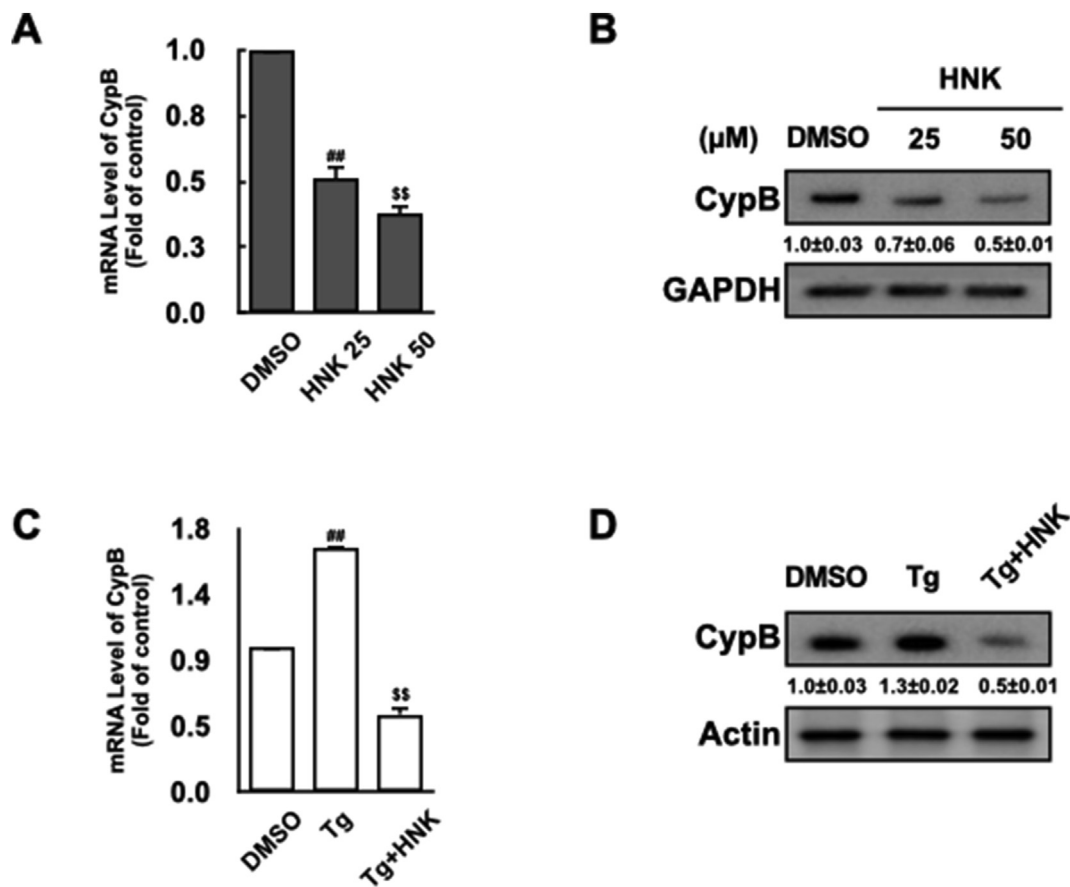 A
mRNA Level of CypB
(Fold of control)
1.0
0.8
0.5
0.3
0.0
##
$$
DMSO
HNK 25
HNK 50
B
HNK
(µM) DMSO 25 50
CypB
1.0±0.03 0.7±0.06 0.5±0.01
GAPDH
C
mRNA Level of CypB
(Fold of control)
1.8
1.4
0.9
0.5
0.0
##
$$
DMSO
Tg
Tg+HNK
D
DMSO Tg Tg+HNK
CypB
1.0±0.03 1.3±0.02 0.5±0.01
Actin